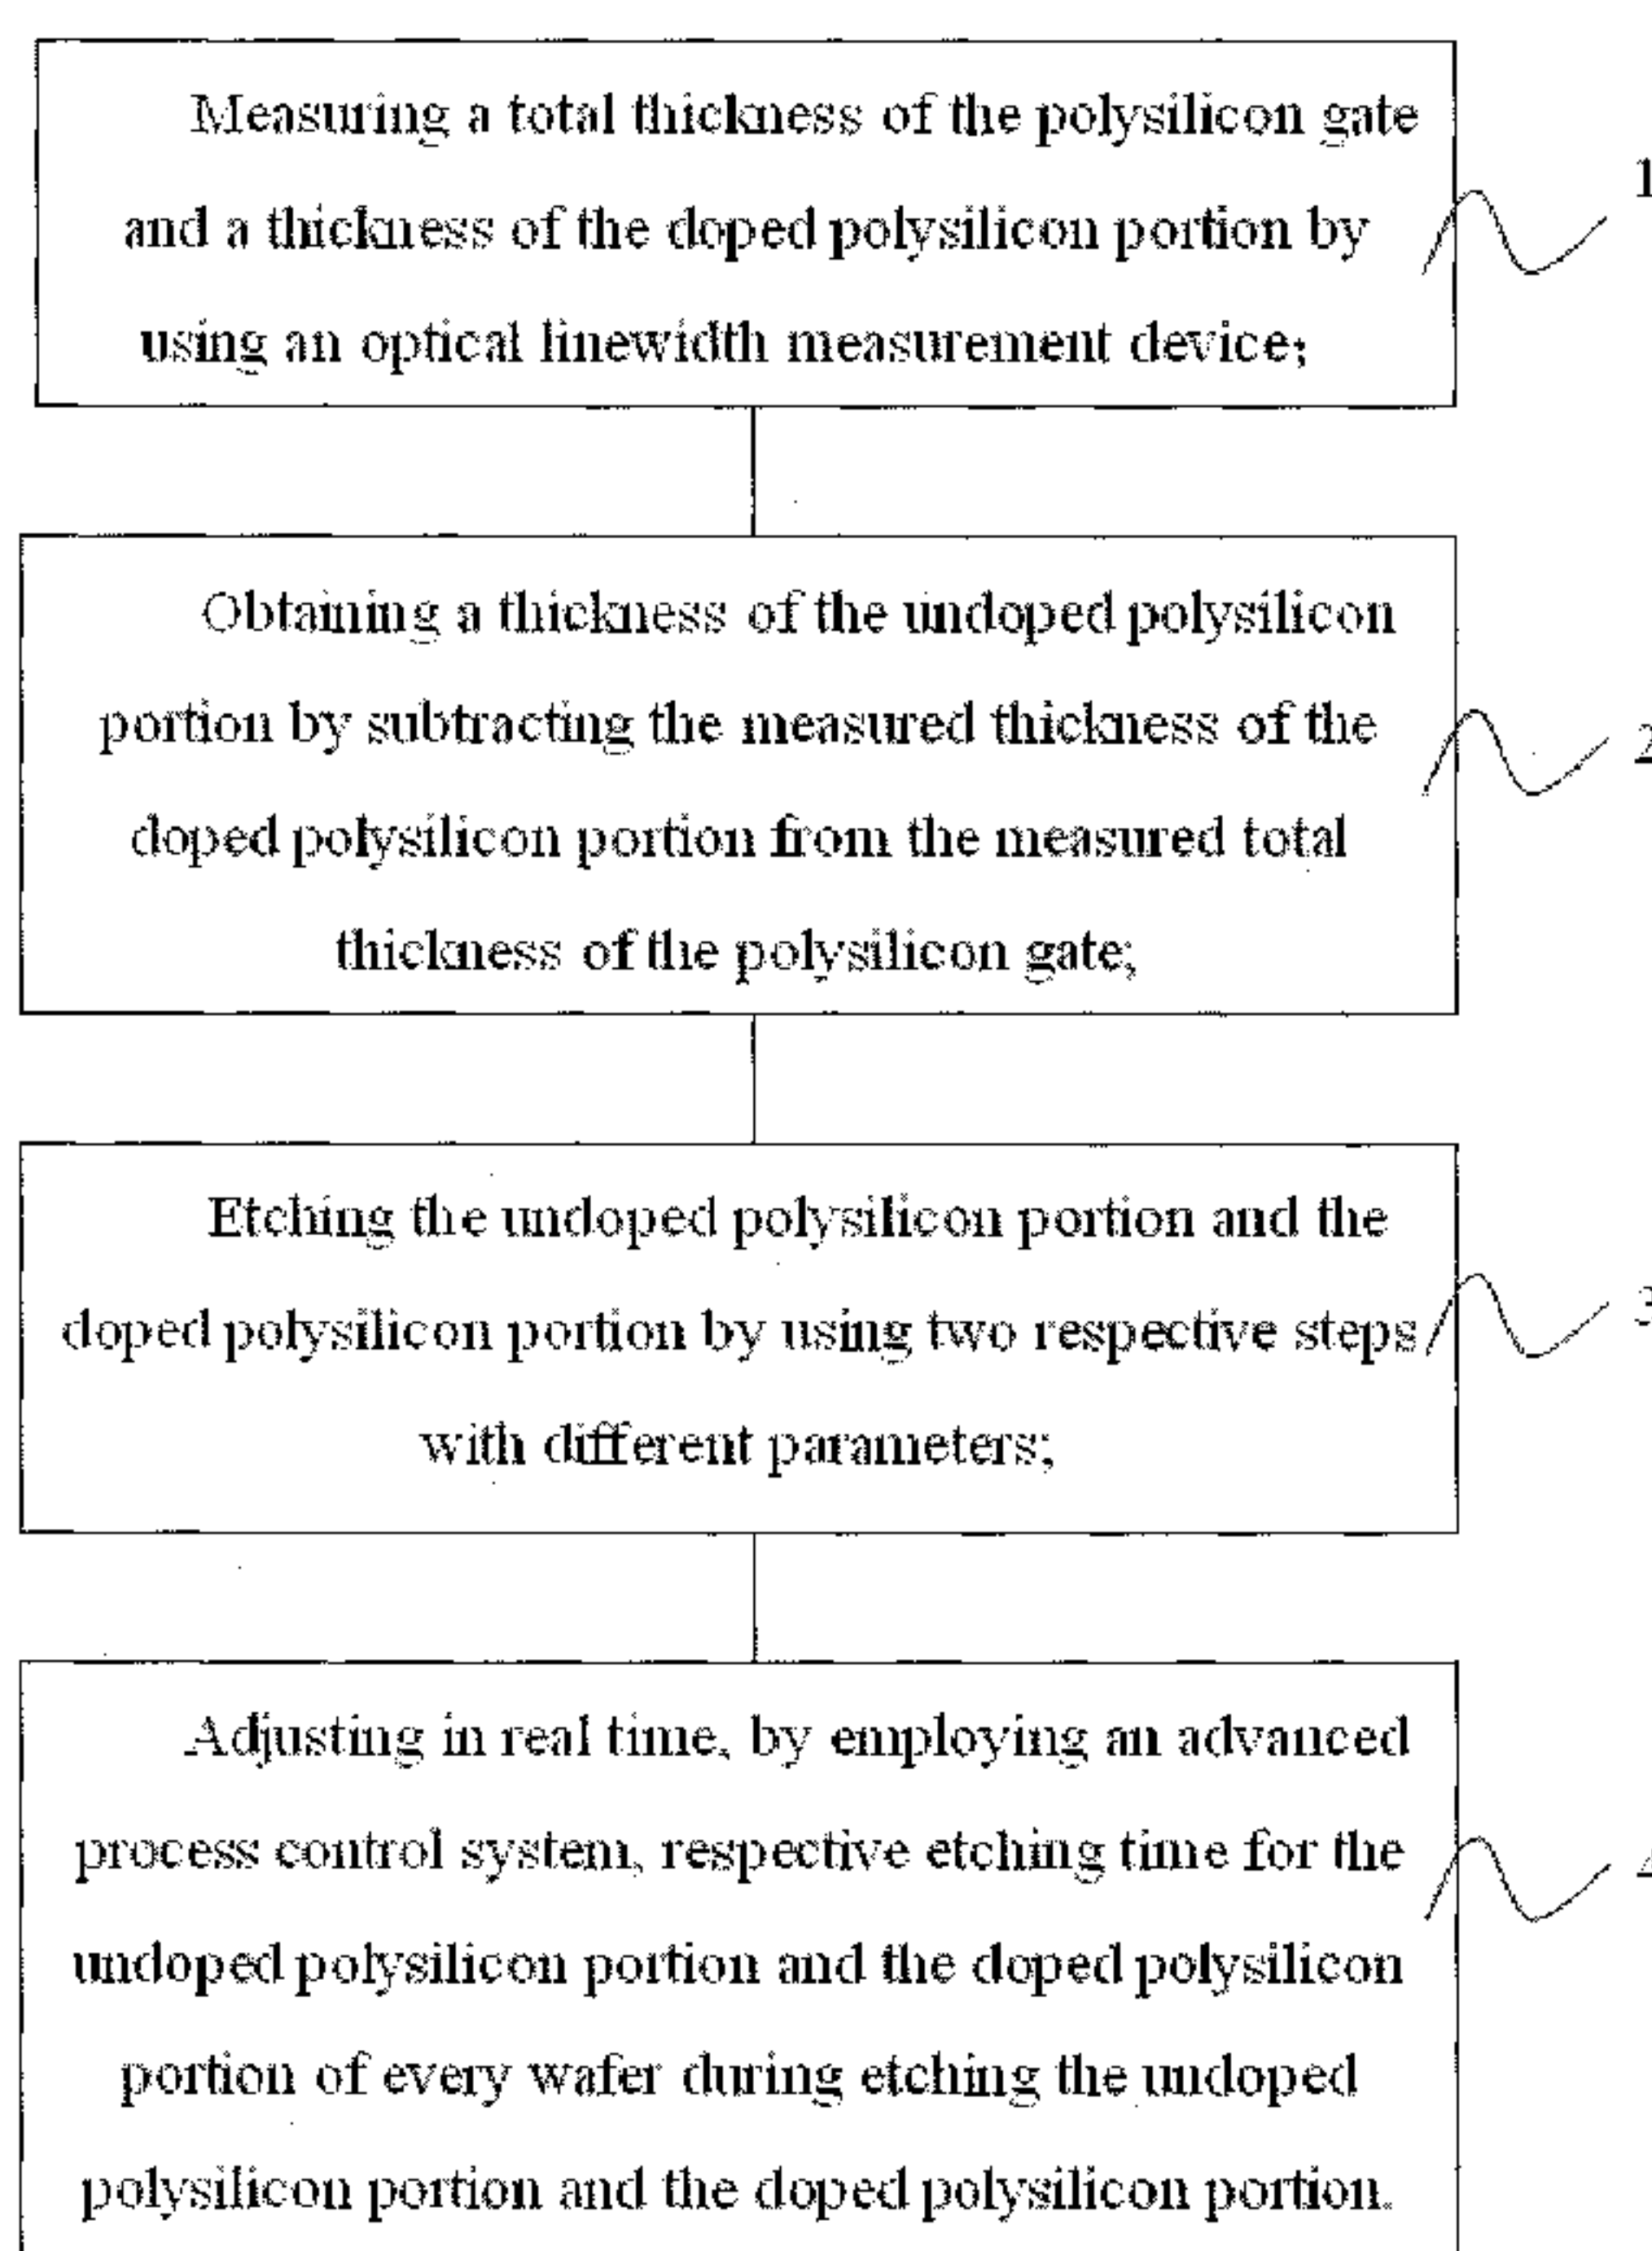 Measuring a total thickness of the polysilicon gate
1
and a thickness of the doped polysilicon portion by
using an optical linewidth measurement device;
Obtaining a thickness of the undoped polysilicon
portion by subtracting the measured thickness of the
2
doped polysilicon portion from the measured total
thickness of the polysilicon gate;
Etching the undoped polysilicon portion and the
doped polysilicon portion by using two respective steps
3
with different parameters;
Adjusting in real time, by employing an advanced
process control system, respective etching time for the
undoped polysilicon portion and the doped polysilicon
portion of every wafer during etching the undoped
polysilicon portion and the doped polysilicon portion.